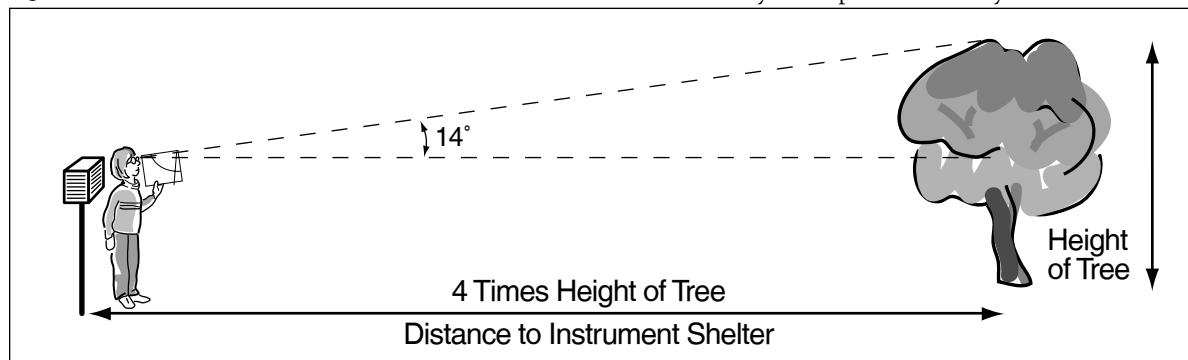 14˚
Height
of Tree
4 Times Height of Tree
Distance to Instrument Shelter